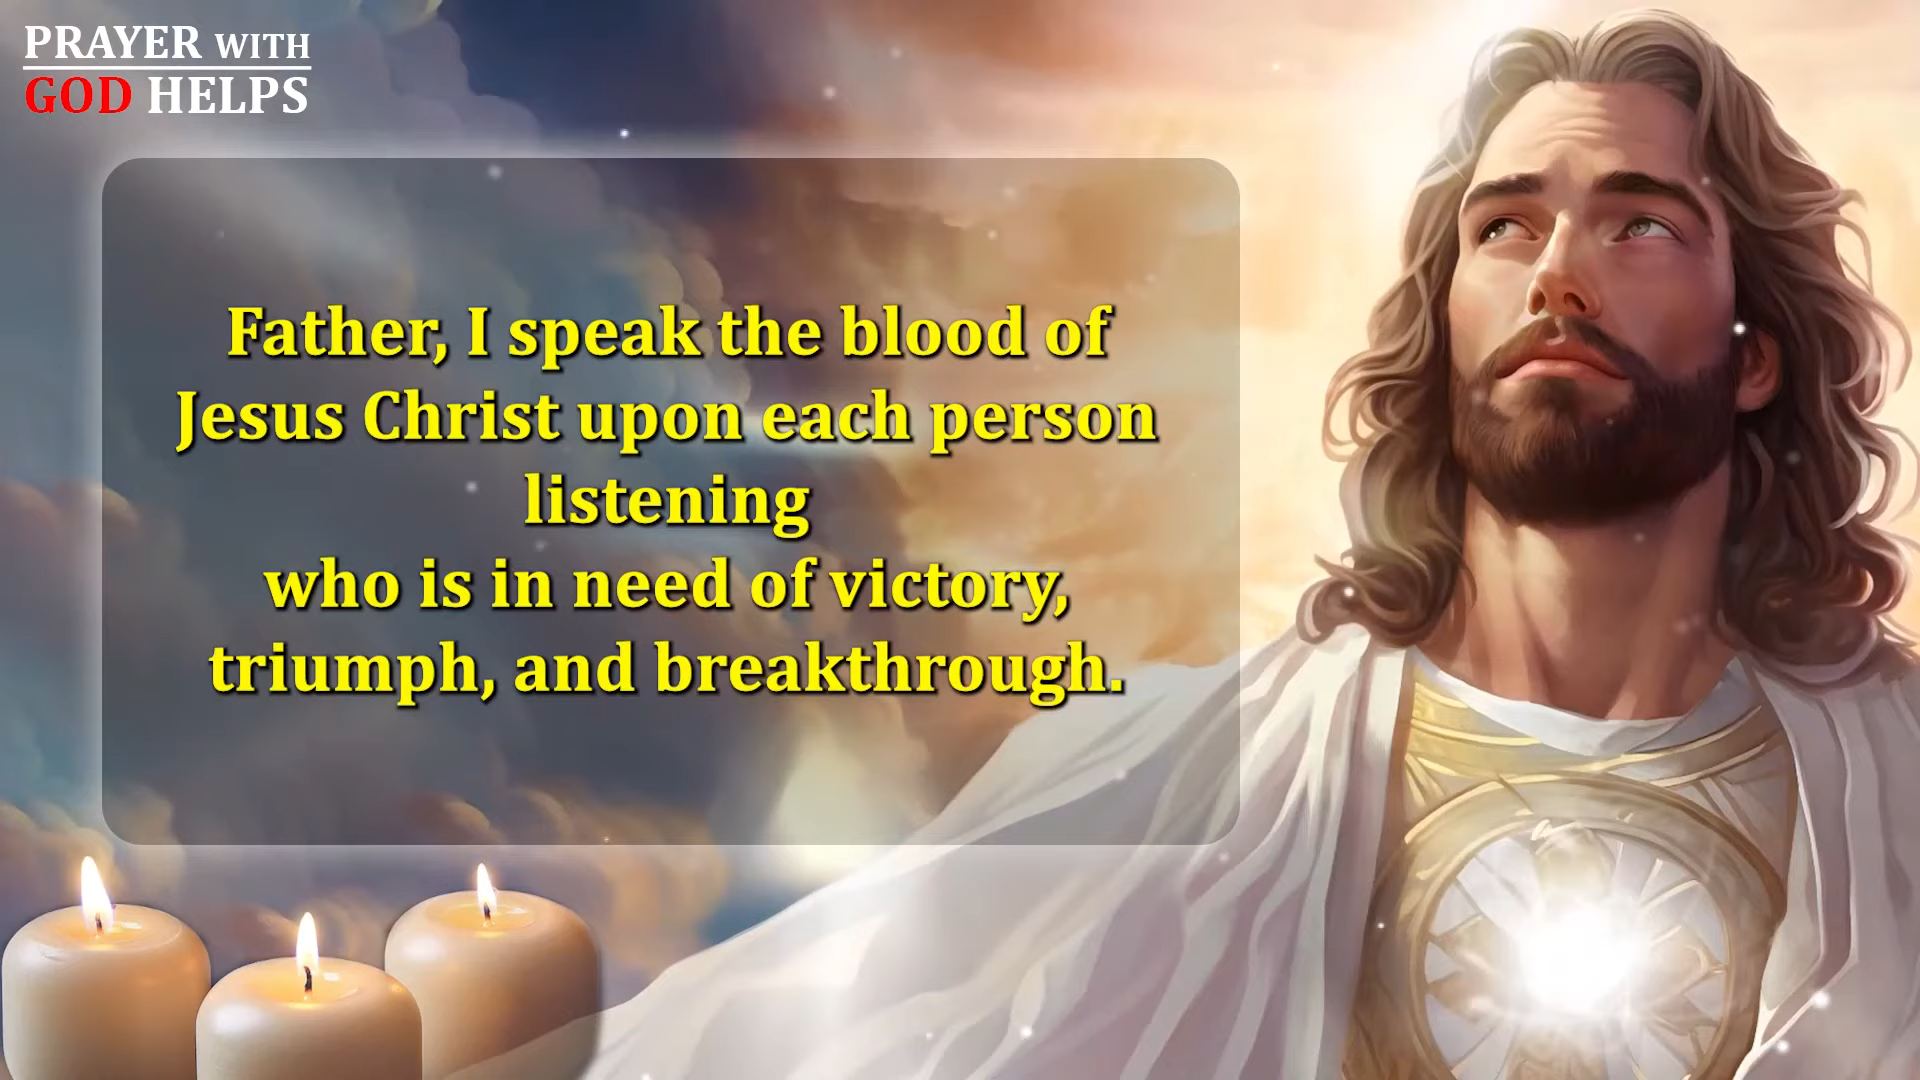 PRAYER WITH
GOD HELPS
Father, I speak the blood of
Jesus Christ upon each person
listening
who is in need of victory,
triumph, and breakthrough.